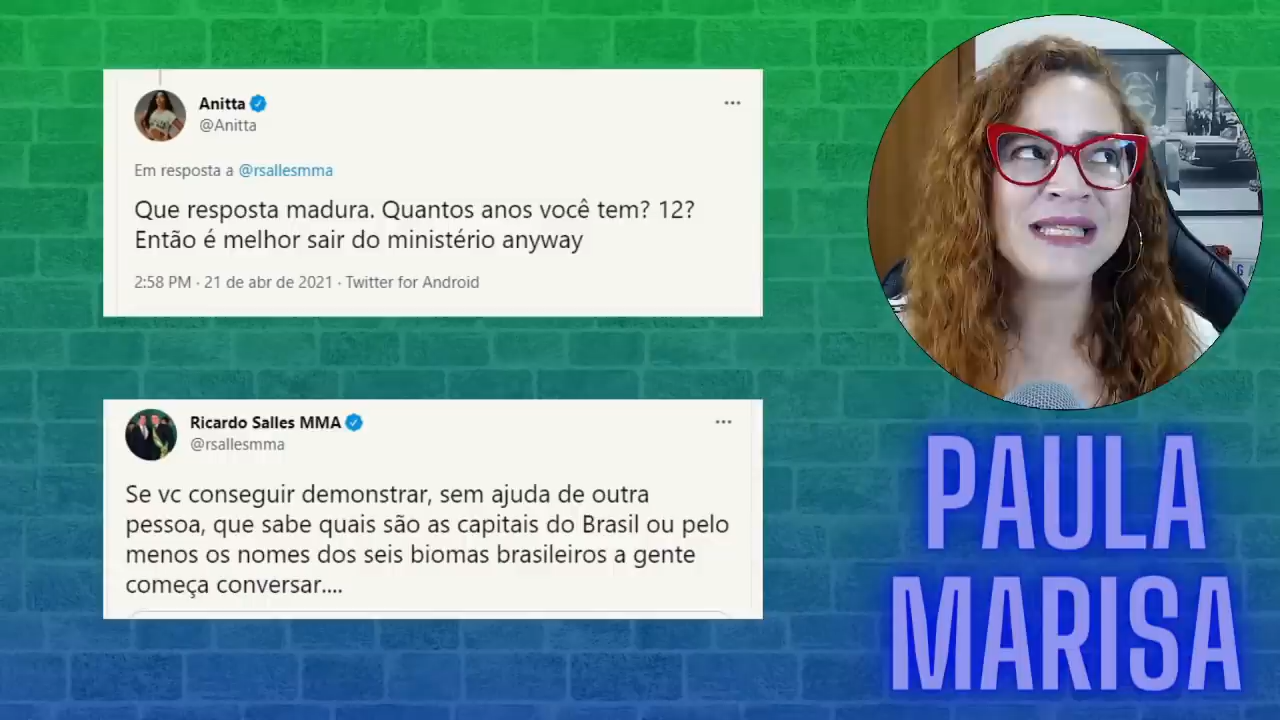 Anitta
@Anitta
Em resposta a @rsallesmma
Que resposta madura. Quantos anos você tem? 12?
Então é melhor sair do ministério anyway
2:58 PM · 21 de abr de 2021 · Twitter for Android
Ricardo Salles MMA
@rsallesmma
Se vc conseguir demonstrar, sem ajuda de outra
pessoa, que sabe quais são as capitais do Brasil ou pelo
menos os nomes dos seis biomas brasileiros a gente
começa conversar....
PAULA
MARISA